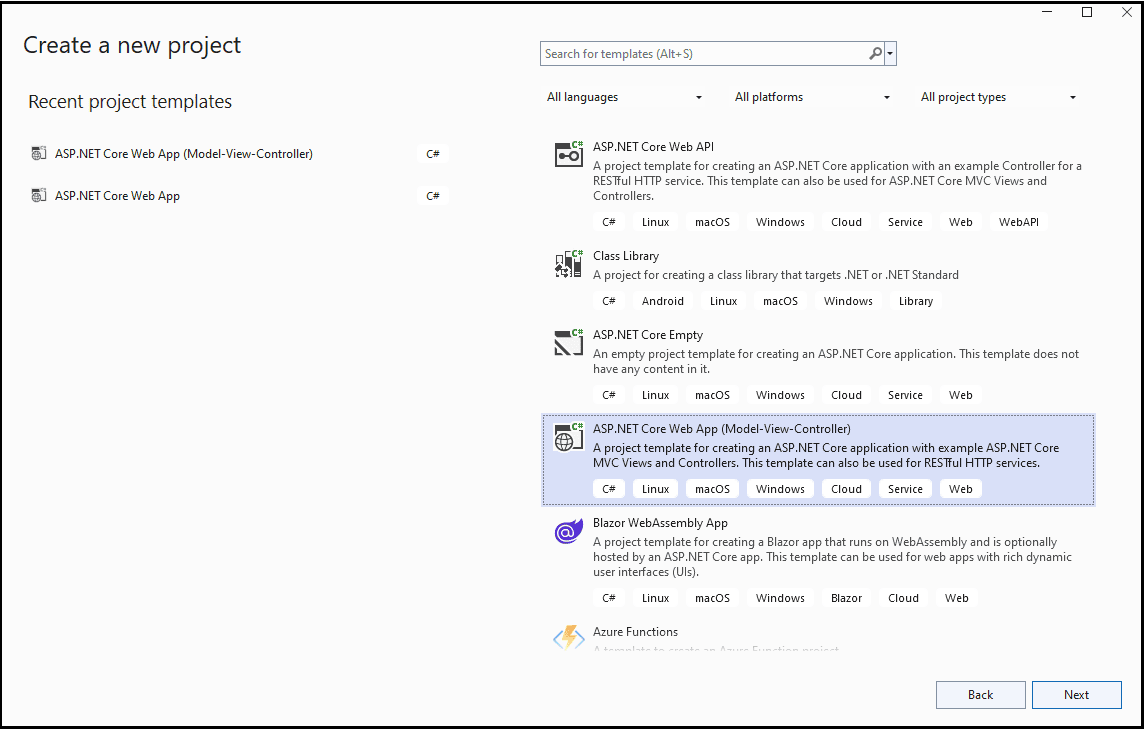 Create a new project
Search for templates (Alt+S)
Recent project templates
All languages
All platforms
All project types
ASP.NET Core Web App (Model-View-Controller)
C#
ASP.NET Core Web App
C#
ASP.NET Core Web API
A project template for creating an ASP.NET Core application with an example Controller for a
RESTful HTTP service. This template can also be used for ASP.NET Core MVC Views and
Controllers.
C# Linux macOS Windows Cloud Service Web WebAPI
Class Library
A project for creating a class library that targets .NET or .NET Standard
C# Android Linux macOS Windows Library
ASP.NET Core Empty
An empty project template for creating an ASP.NET Core application. This template does not
have any content in it.
C# Linux macOS Windows Cloud Service Web
ASP.NET Core Web App (Model-View-Controller)
A project template for creating an ASP.NET Core application with example ASP.NET Core
MVC Views and Controllers. This template can also be used for RESTful HTTP services.
C# Linux macOS Windows Cloud Service Web
Blazor WebAssembly App
A project template for creating a Blazor app that runs on WebAssembly and is optionally
hosted by an ASP.NET Core app. This template can be used for web apps with rich dynamic
user interfaces (UIs).
C# Linux macOS Windows Blazor Cloud Web
Azure Functions
A template to create an Azure Function project.
Back
Next